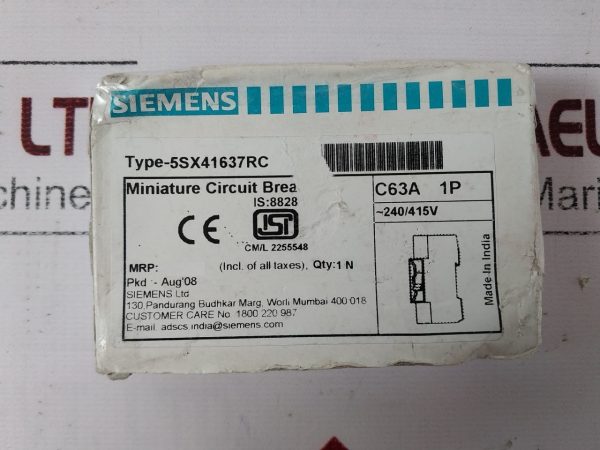 SIEMENS
Type-5SX41637RC
Miniature Circuit Brea
IS:8828
C63A 1P
~240/415V
CE
ISI
CM/L 2255548
MRP: (Incl. of all taxes), Qty:1 N
Pkd :- Aug'08
SIEMENS Ltd
130,Pandurang Budhkar Marg, Worli Mumbai 400 018
CUSTOMER CARE No 1800 220 987
E-mail. adscs.india@siemens.com
Made In India